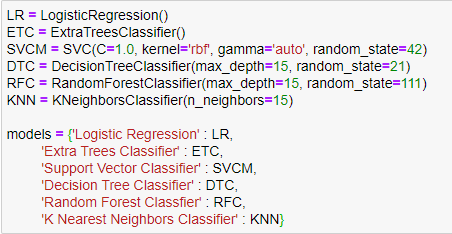 LR = LogisticRegression()
ETC = ExtraTreesClassifier()
SVCM = SVC(C=1.0, kernel='rbf', gamma='auto', random_state=42)
DTC = DecisionTreeClassifier(max_depth=15, random_state=21)
RFC = RandomForestClassifier(max_depth=15, random_state=111)
KNN = KNeighborsClassifier(n_neighbors=15)
models = {'Logistic Regression' : LR,
'Extra Trees Classifier' : ETC,
'Support Vector Classifier' : SVCM,
'Decision Tree Classifier' : DTC,
'Random Forest Classfier' : RFC,
'K Nearest Neighbors Classifier' : KNN}